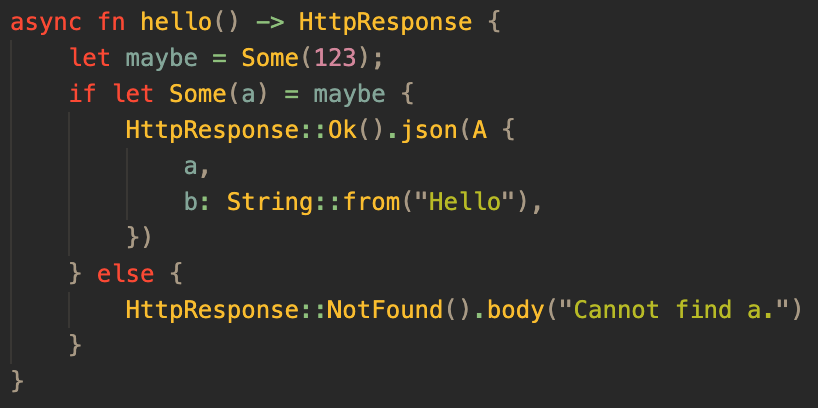 async fn hello() -> HttpResponse {
    let maybe = Some(123);
    if let Some(a) = maybe {
        HttpResponse::Ok().json(A {
            a,
            b: String::from("Hello"),
        })
    } else {
        HttpResponse::NotFound().body("Cannot find a.")
    }
}